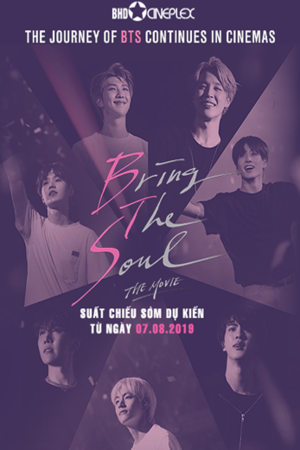 BHD CINEPLEX
THE JOURNEY OF BTS CONTINUES IN CINEMAS
Bring
The
Soul
THE MOVIE
SUẤT CHIẾU SỚM DỰ KIẾN
TỪ NGÀY 07.08.2019